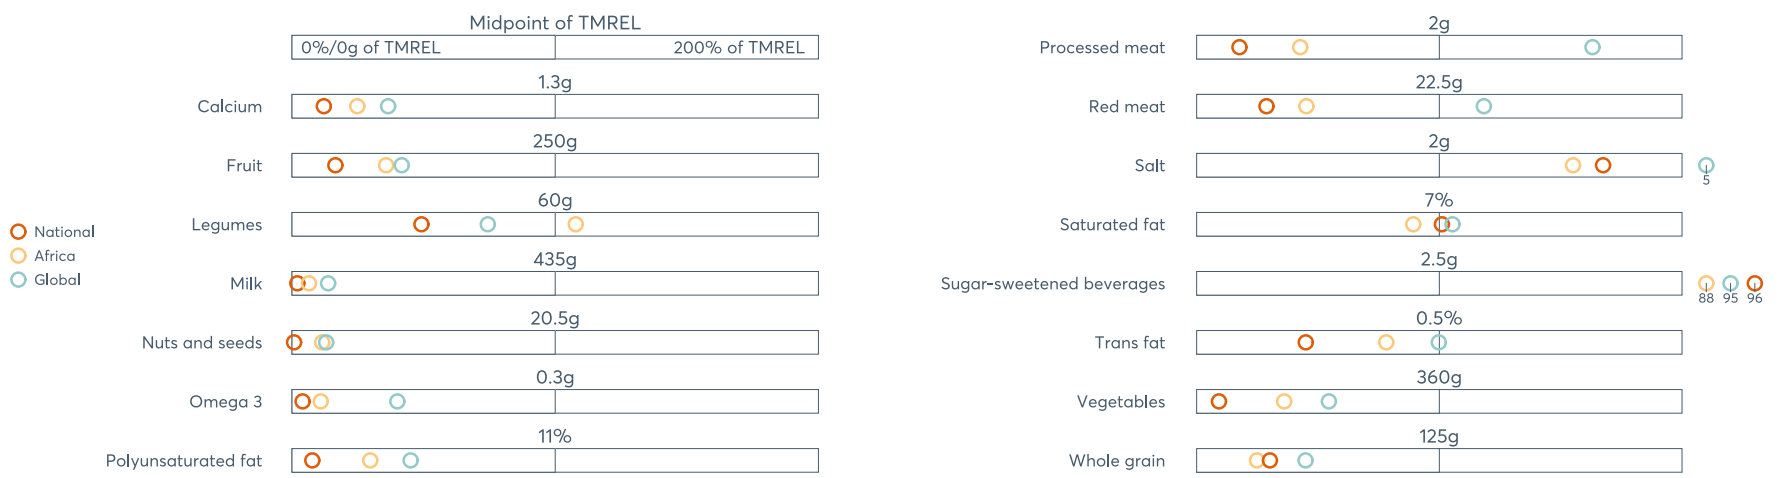 Midpoint of TMREL
0%/0g of TMREL 200% of TMREL
1.3g
Calcium
250g
Fruit
60g
Legumes
435g
Milk
20.5g
Nuts and seeds
0.3g
Omega 3
11%
Polyunsaturated fat
National
Africa
Global
2g
Processed meat
22.5g
Red meat
2g
Salt
5
7%
Saturated fat
2.5g
Sugar-sweetened beverages
88 95 96
0.5%
Trans fat
360g
Vegetables
125g
Whole grain